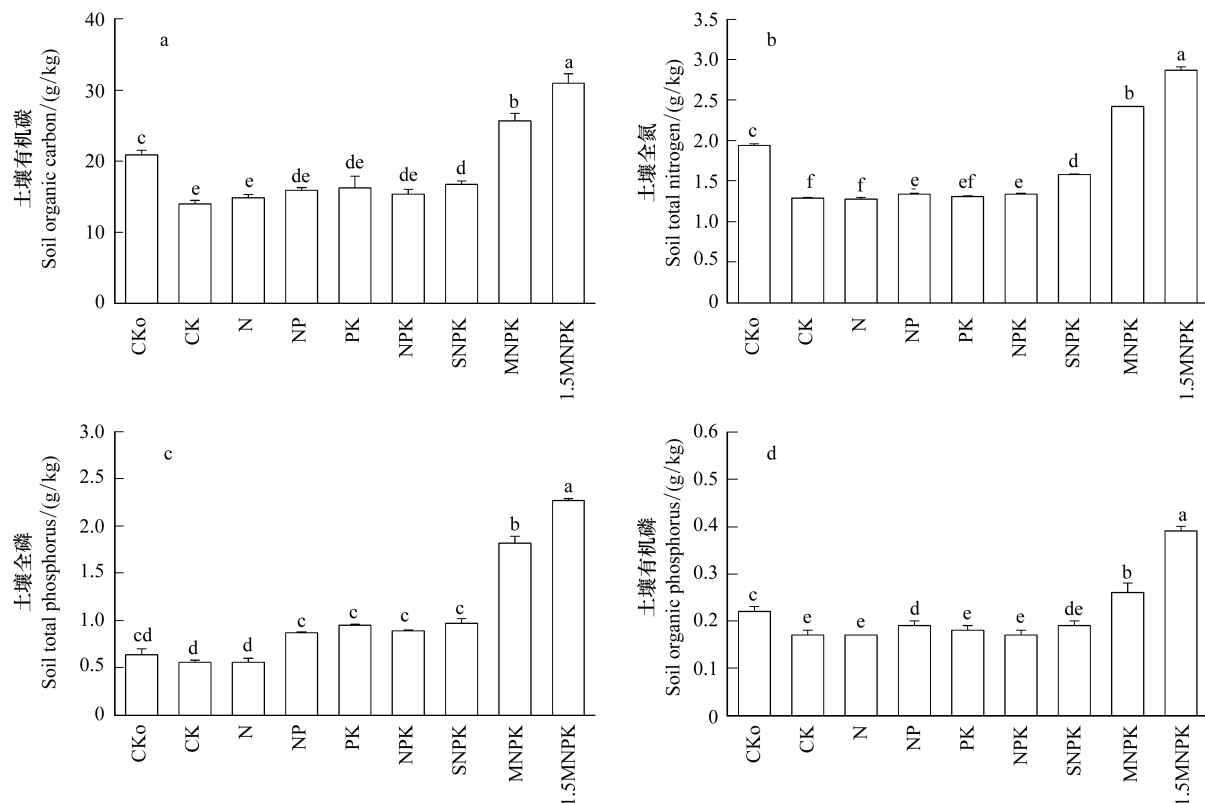 土壤有机碳
Soil organic carbon/(g/kg)
40
30
20
10
0
a
c
e
e
de
de
de
d
b
a
CKo
CK
N
NP
PK
NPK
SNPK
MNPK
1.5MNPK
土壤全氮
Soil total nitrogen/(g/kg)
3.5
3.0
2.5
2.0
1.5
1.0
0.5
0
b
c
f
f
e
ef
e
d
b
a
CKo
CK
N
NP
PK
NPK
SNPK
MNPK
1.5MNPK
土壤全磷
Soil total phosphorus/(g/kg)
3.0
2.5
2.0
1.5
1.0
0.5
0
c
cd
d
d
c
c
c
c
b
a
CKo
CK
N
NP
PK
NPK
SNPK
MNPK
1.5MNPK
土壤有机磷
Soil organic phosphorus/(g/kg)
0.6
0.5
0.4
0.3
0.2
0.1
0
d
c
e
e
d
e
e
de
b
a
CKo
CK
N
NP
PK
NPK
SNPK
MNPK
1.5MNPK